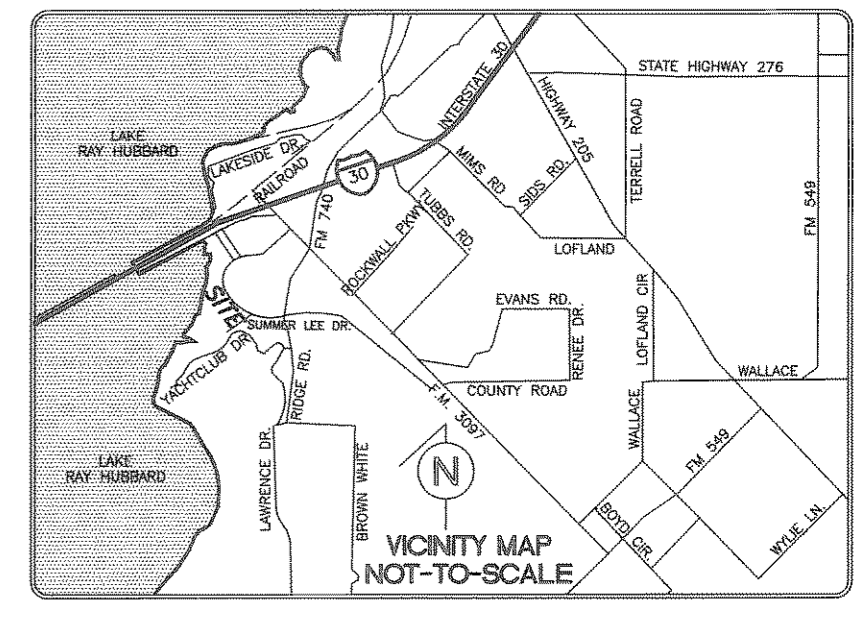 STATE HIGHWAY 276
INTERSTATE 30
HIGHWAY 205
TERRELL ROAD
FM 549
LAKE
RAY HUBBARD
LAKESIDE DR.
RAILROAD
30
FM 740
MIMS RD
SIDS RD.
TUBBS RD.
ROCKWALL PKWY
LOFLAND
SITE
SUMMER LEE DR.
EVANS RD.
RENEE DR.
LOFLAND CIR
YACHTCLUB DR
RIDGE RD.
F.M. 3097
COUNTY ROAD
WALLACE
WALLACE
LAKE
RAY HUBBARD
LAWRENCE DR.
BROWN WHITE
N
FM 549
BOYD CIR.
WYLIE LN.
VICINITY MAP
NOT-TO-SCALE